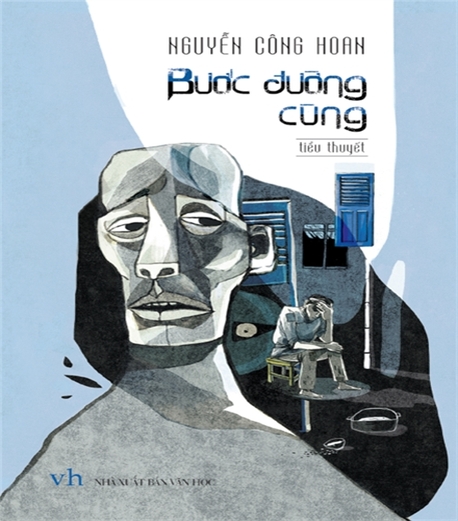 NGUYỄN CÔNG HOAN
Bước đường
cùng
tiểu thuyết
vh NHÀ XUẤT BẢN VĂN HỌC